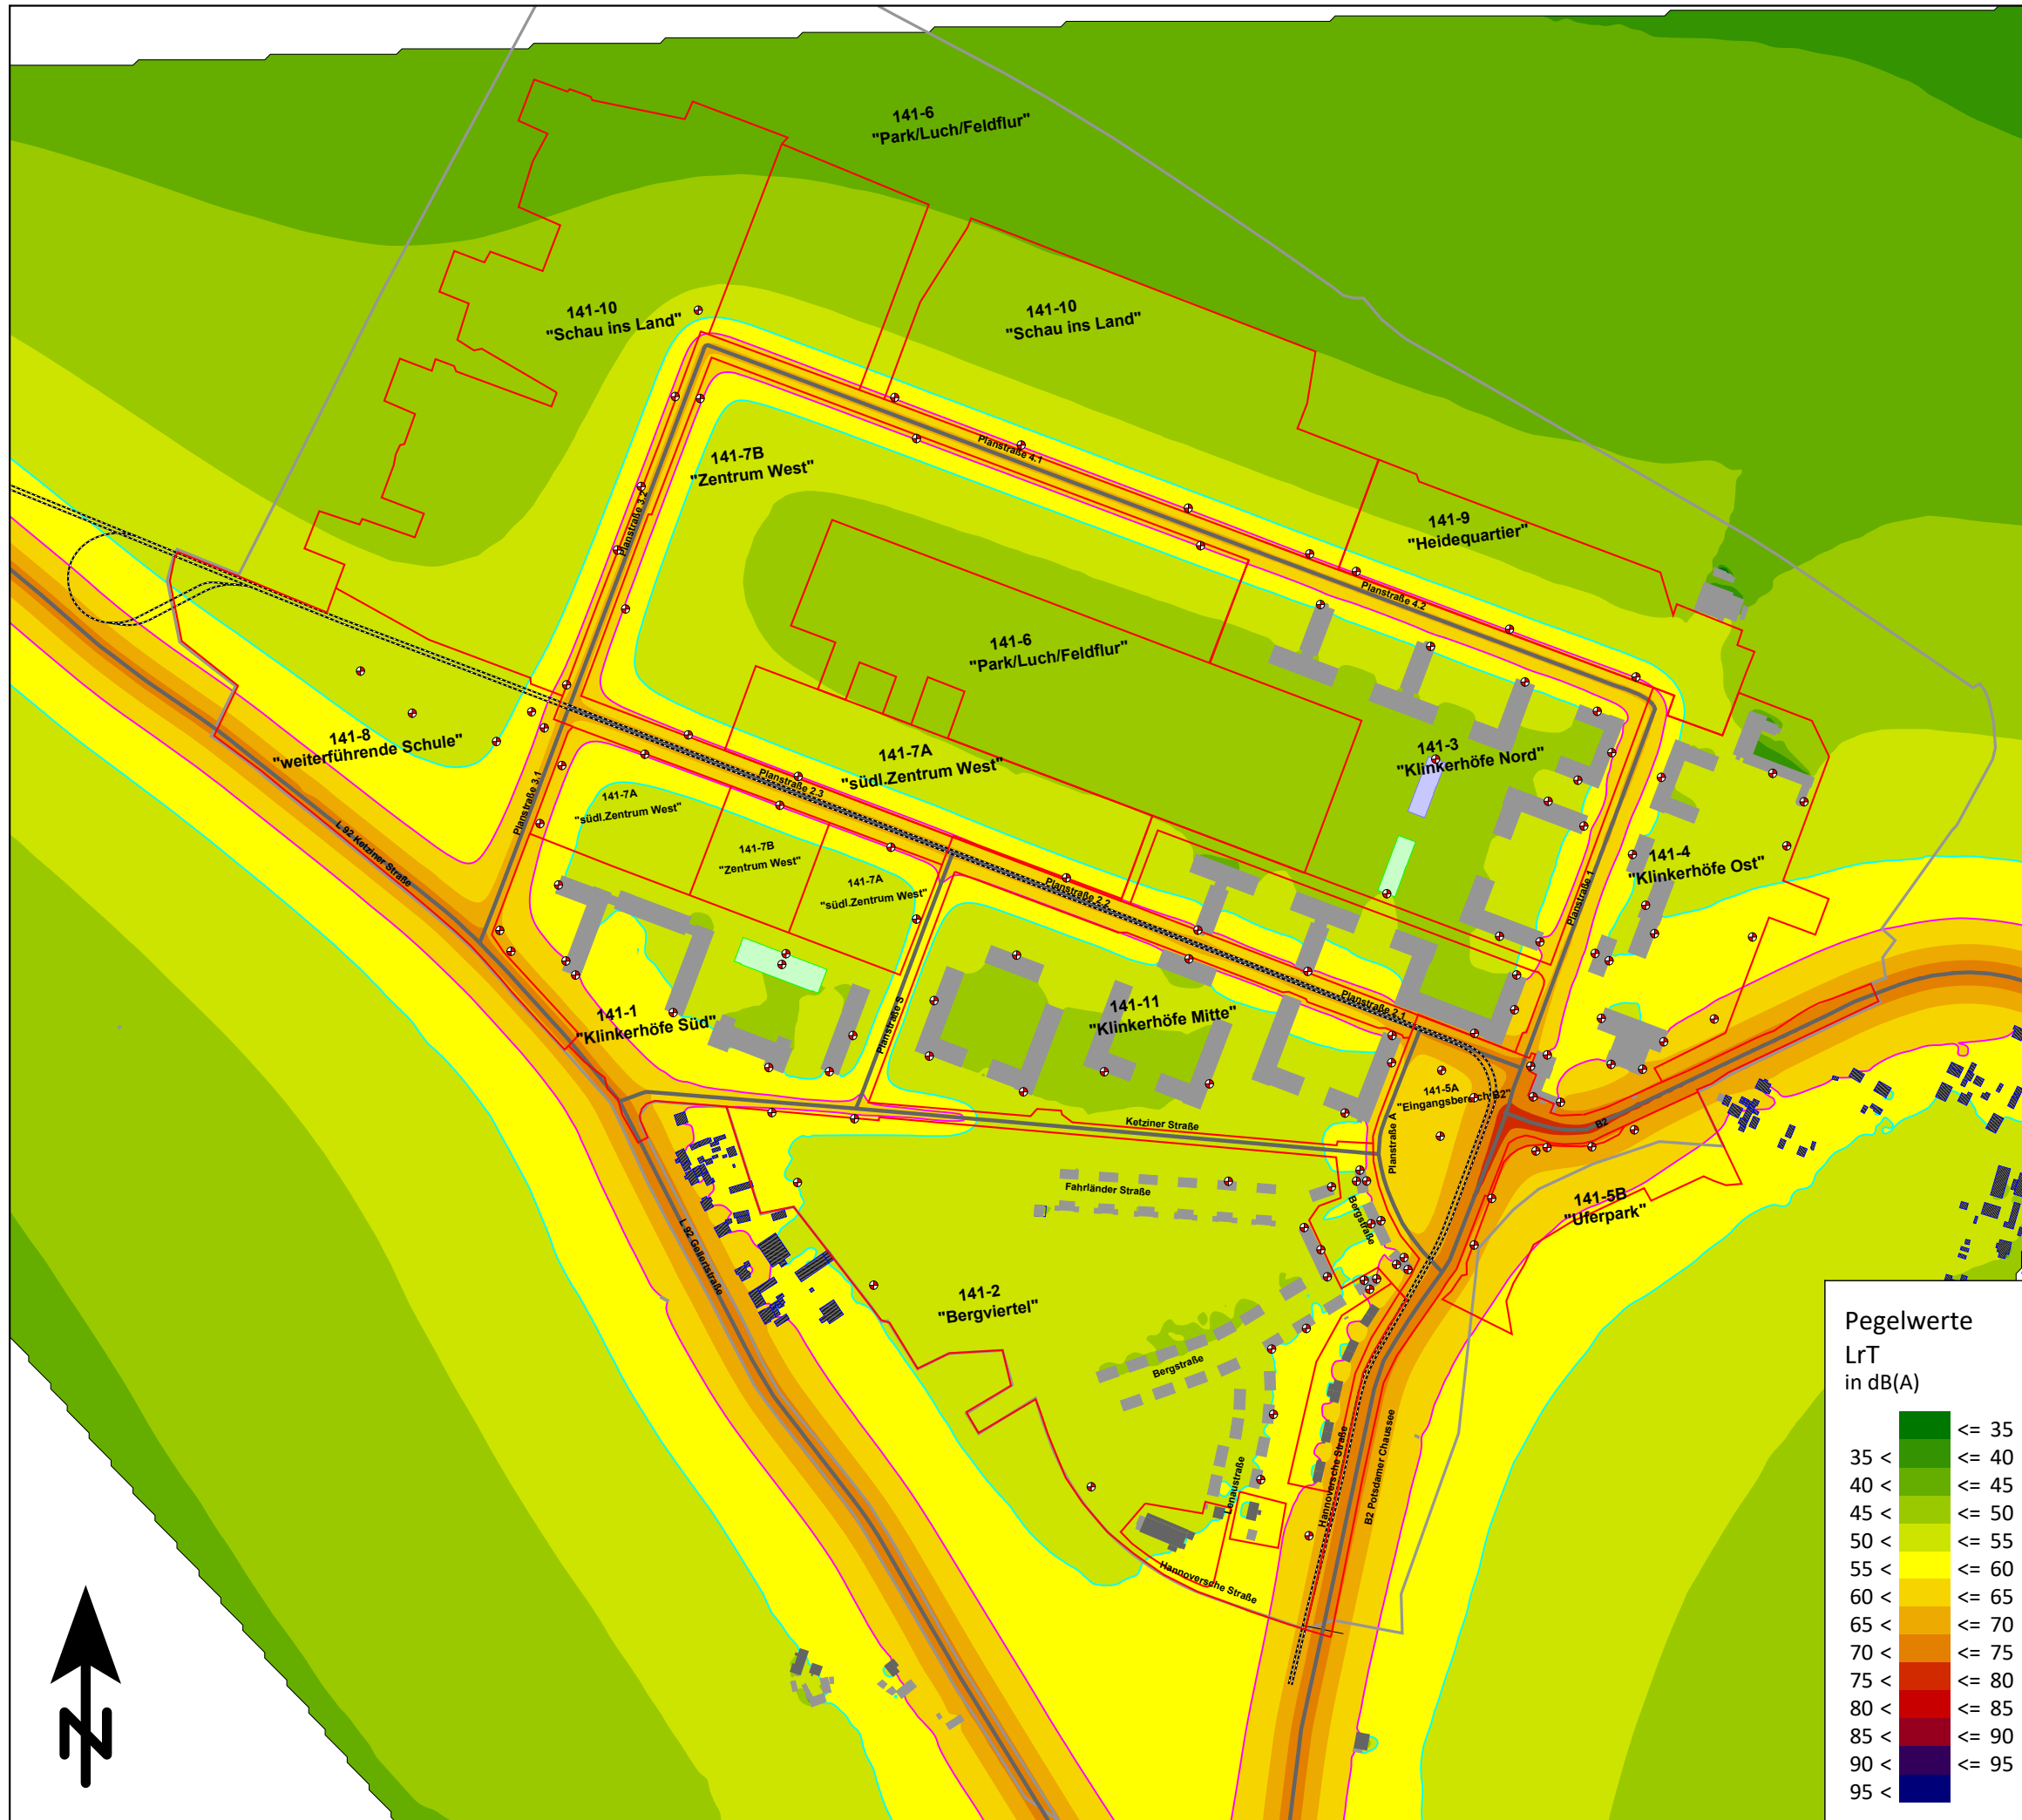 141-6
"Park/Luch/Feldflur"
141-10
"Schau ins Land"
141-10
"Schau ins Land"
141-7B
"Zentrum West"
Planstraße 4.1
Planstraße 3.2
141-9
"Heidequartier"
Planstraße 4.2
141-6
"Park/Luch/Feldflur"
141-8
"weiterführende Schule"
141-7A
"südl.Zentrum West"
141-3
"Klinkerhöfe Nord"
Planstraße 2.3
Planstraße 3.1
141-7A
"südl.Zentrum West"
141-7B
"Zentrum West"
141-7A
"südl.Zentrum West"
L 92 Ketziner Straße
Planstraße 2.2
Planstraße 1
141-4
"Klinkerhöfe Ost"
141-1
"Klinkerhöfe Süd"
Planstraße S
141-11
"Klinkerhöfe Mitte"
Planstraße 2.1
141-5A
"Eingangsbereich B2"
Ketziner Straße
Planstraße A
B2
Fahrländer Straße
Bergstraße
141-5B
"Uferpark"
L 92 Gellertstraße
141-2
"Bergviertel"
Bergstraße
Lenaustraße
Hannoversche Straße
B2 Potsdamer Chaussee
Hannoversche Straße
N
Pegelwerte
LrT
in dB(A)
<= 35
35 < <= 40
40 < <= 45
45 < <= 50
50 < <= 55
55 < <= 60
60 < <= 65
65 < <= 70
70 < <= 75
75 < <= 80
80 < <= 85
85 < <= 90
90 < <= 95
95 <